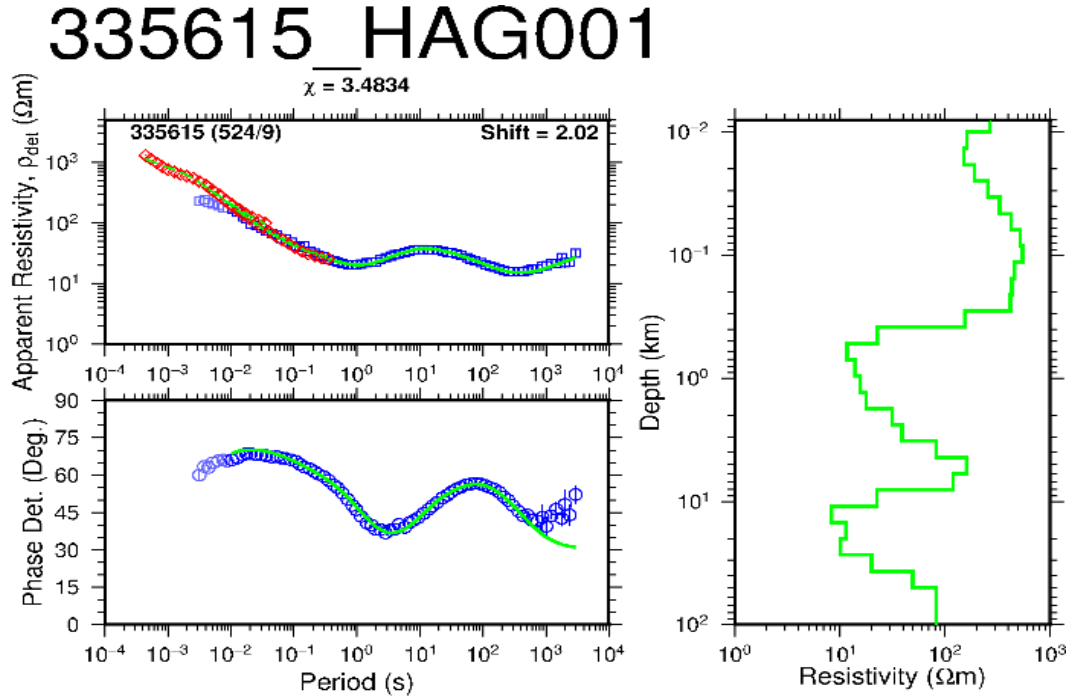 335615_HAG001
χ = 3.4834
335615 (524/9)
Shift = 2.02
Apparent Resistivity, ρdet (Ωm)
10³
10²
10¹
10⁰
10⁻⁴ 10⁻³ 10⁻² 10⁻¹ 10⁰ 10¹ 10² 10³ 10⁴
Phase Det. (Deg.)
90
75
60
45
30
15
0
10⁻⁴ 10⁻³ 10⁻² 10⁻¹ 10⁰ 10¹ 10² 10³ 10⁴
Period (s)
Depth (km)
10⁻²
10⁻¹
10⁰
10¹
10²
10⁰ 10¹ 10² 10³
Resistivity (Ωm)